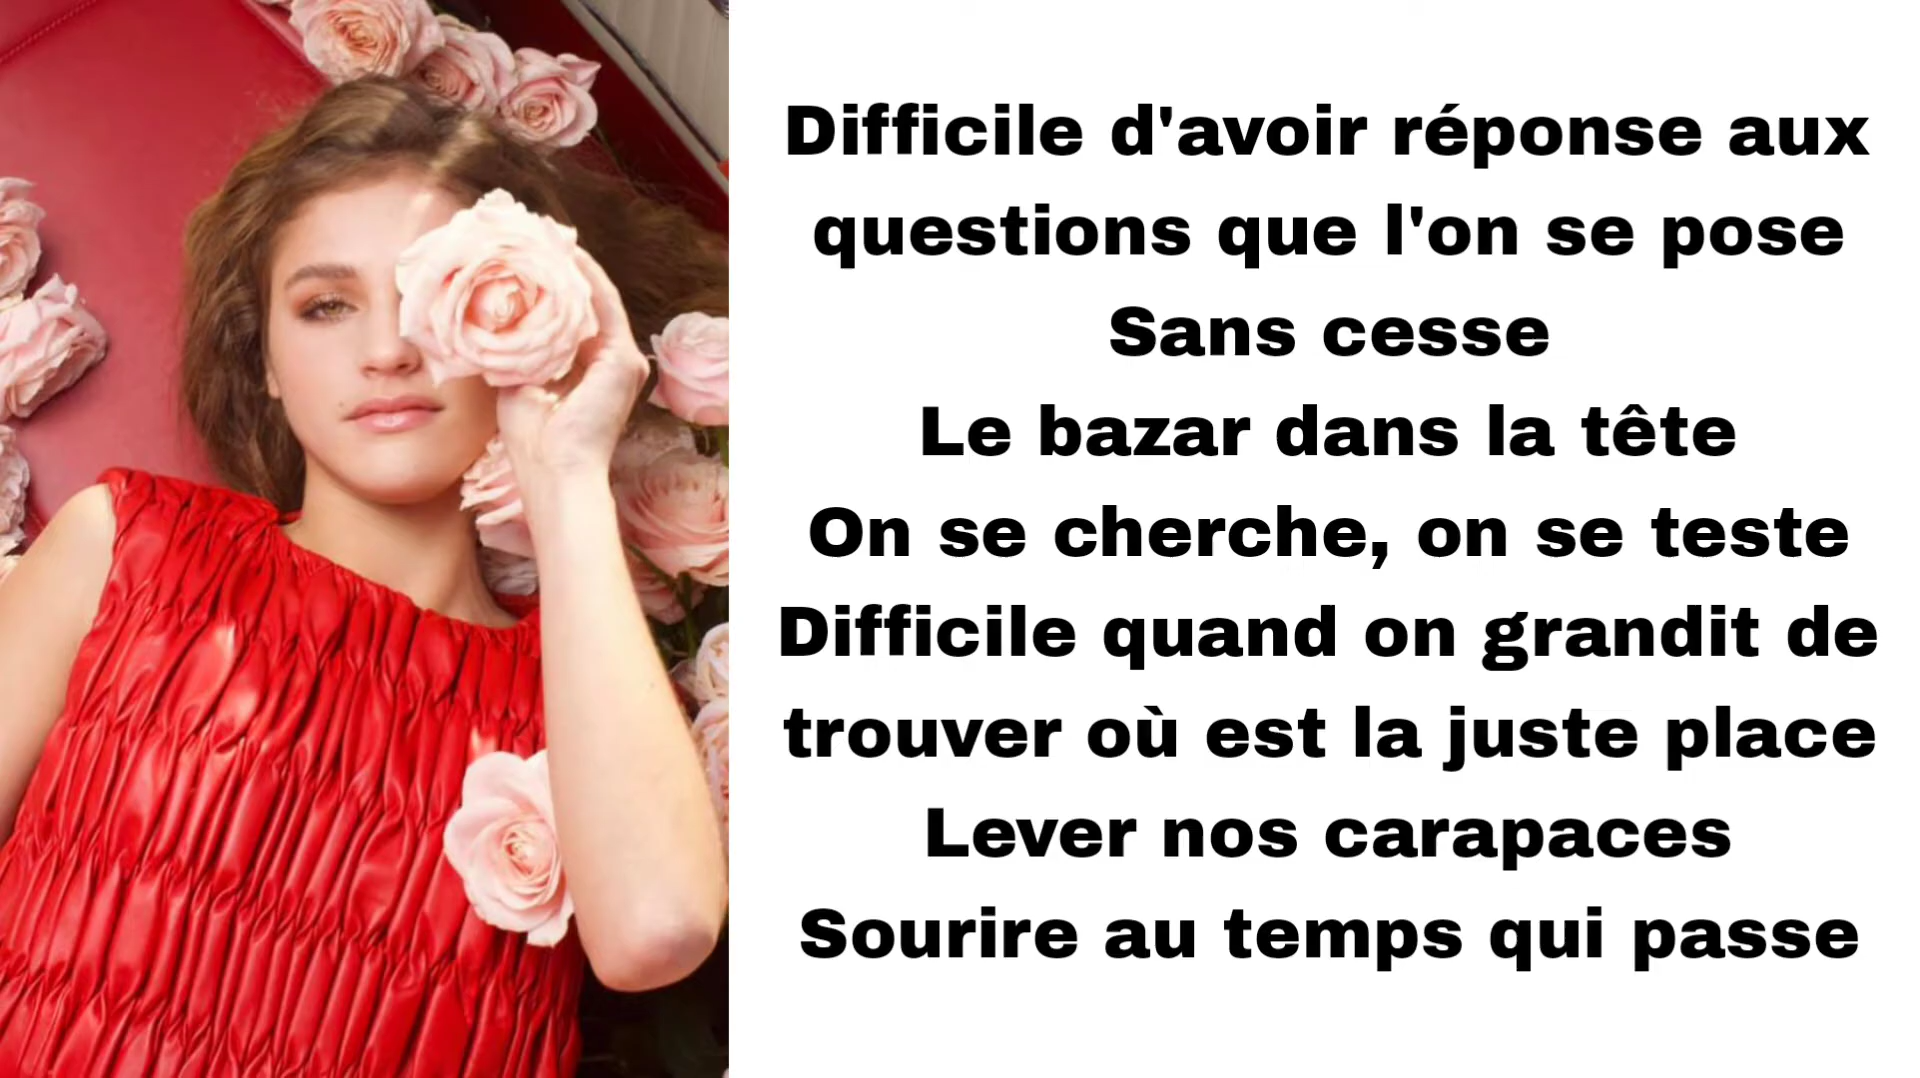 Difficile d'avoir réponse aux
questions que l'on se pose
Sans cesse
Le bazar dans la tête
On se cherche, on se teste
Difficile quand on grandit de
trouver où est la juste place
Lever nos carapaces
Sourire au temps qui passe